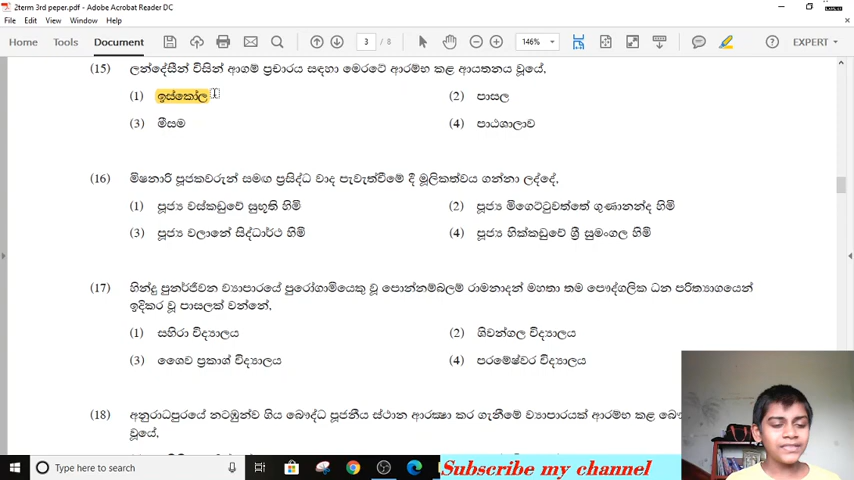 2term 3rd peper.pdf - Adobe Acrobat Reader DC
File Edit View Window Help
Home Tools Document 3 / 8 146% EXPERT
(15) ලන්දේසීන් විසින් ආගම් ප්‍රචාරය සඳහා මෙරටේ ආරම්භ කළ ආයතනය වූයේ,
(1) ඉස්කෝල (2) පාසල
(3) මීසම (4) පාඨශාලාව
(16) මිෂනාරි පූජකවරුන් සමඟ ප්‍රසිද්ධ වාද පැවැත්වීමේ දී මූලිකත්වය ගන්නා ලද්දේ,
(1) පූජ්‍ය වස්කඩුවේ සුභූති හිමි (2) පූජ්‍ය මිගෙට්ටුවත්තේ ගුණානන්ද හිමි
(3) පූජ්‍ය වලානේ සිද්ධාර්ථ හිමි (4) පූජ්‍ය හික්කඩුවේ ශ්‍රී සුමංගල හිමි
(17) හින්දු පුනර්ජීවන ව්‍යාපාරයේ පුරෝගාමියෙකු වූ පොන්නම්බලම් රාමනාදන් මහතා තම පෞද්ගලික ධන පරිත්‍යාගයෙන්
ඉදිකර වූ පාසලක් වන්නේ,
(1) සහිරා විද්‍යාලය (2) ශිවන්ගල විද්‍යාලය
(3) ශෛව ප්‍රකාශ් විද්‍යාලය (4) පරමේෂ්වර විද්‍යාලය
(18) අනුරාධපුරයේ නටඹුන්ව ගිය බෞද්ධ පූජනීය ස්ථාන ආරක්‍ෂා කර ගැනීමේ ව්‍යාපාරයක් ආරම්භ කළ
වූයේ,
Type here to search
Subscribe my channel